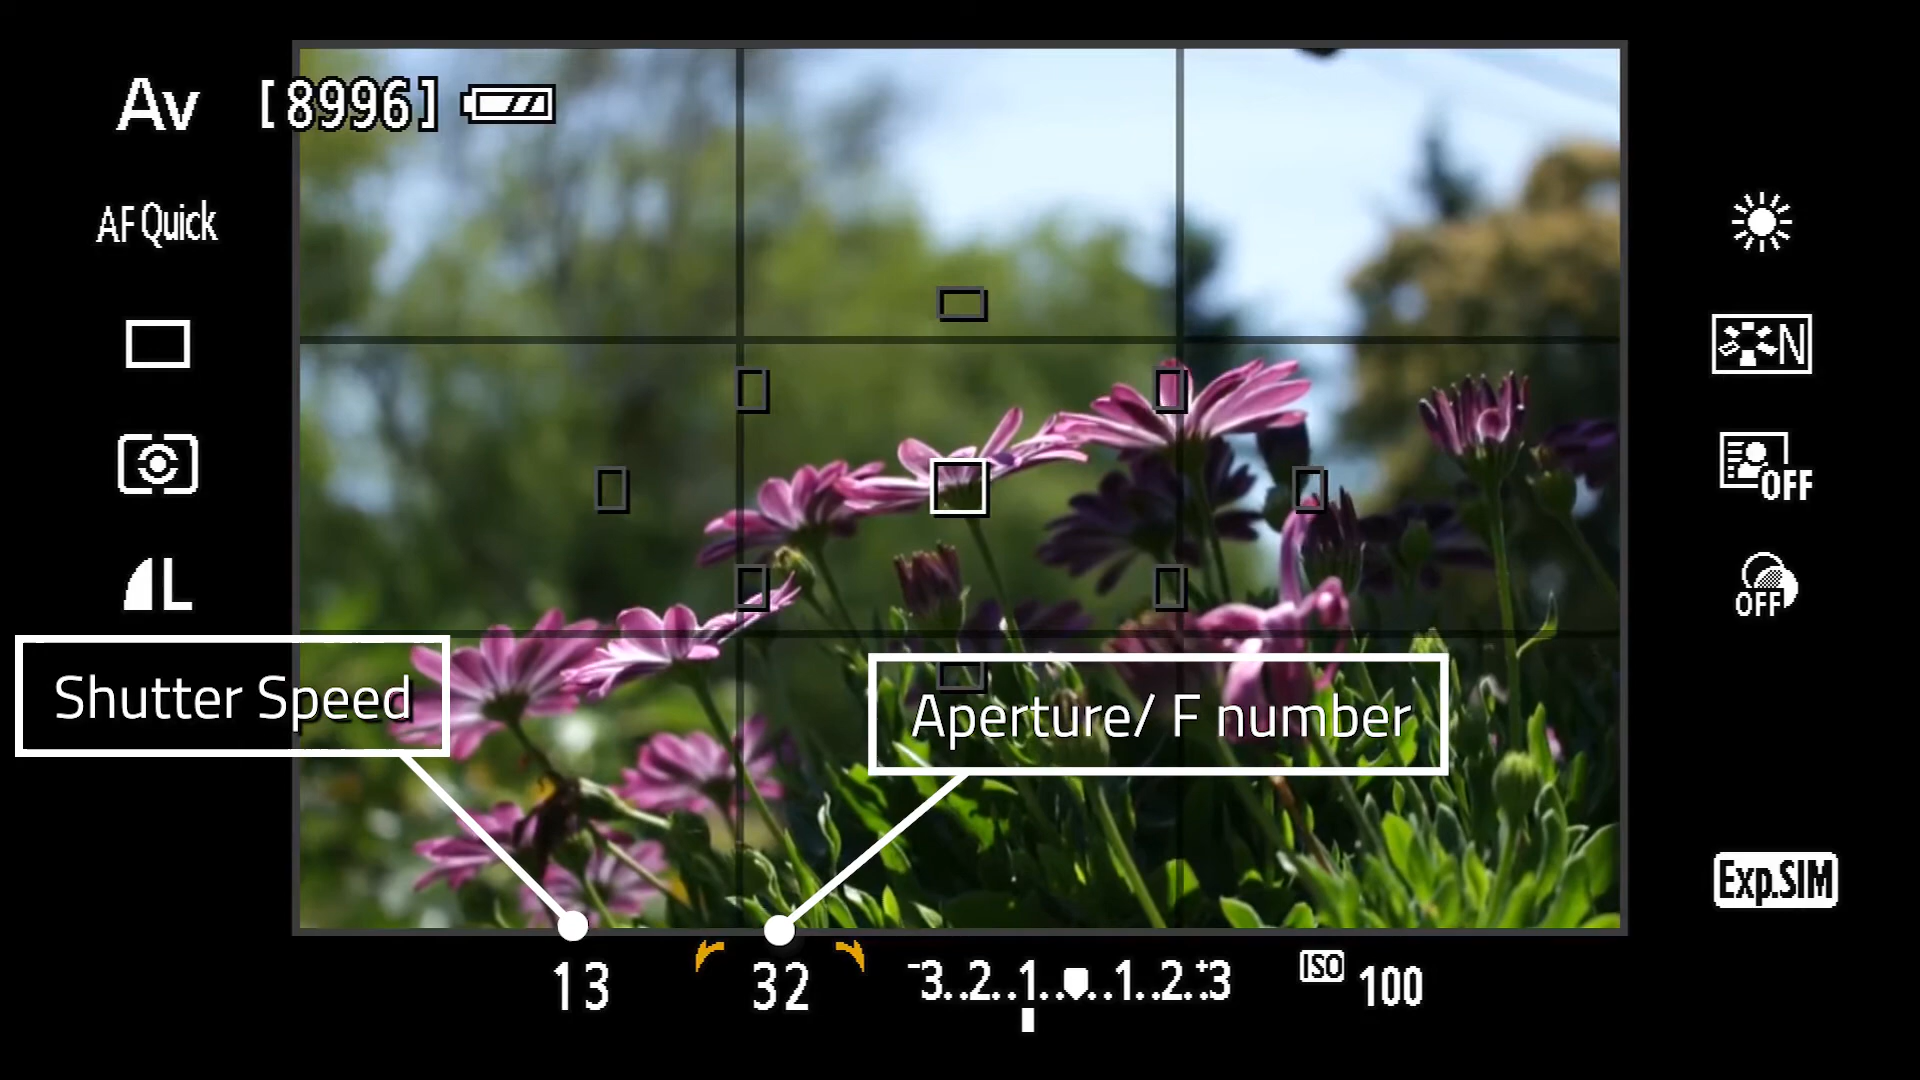 Av [8996]
AF Quick
N
OFF
L
OFF
Shutter Speed
Aperture/ F number
Exp.SIM
13 32 -3..2..1..▼..1..2..+3 ISO 100